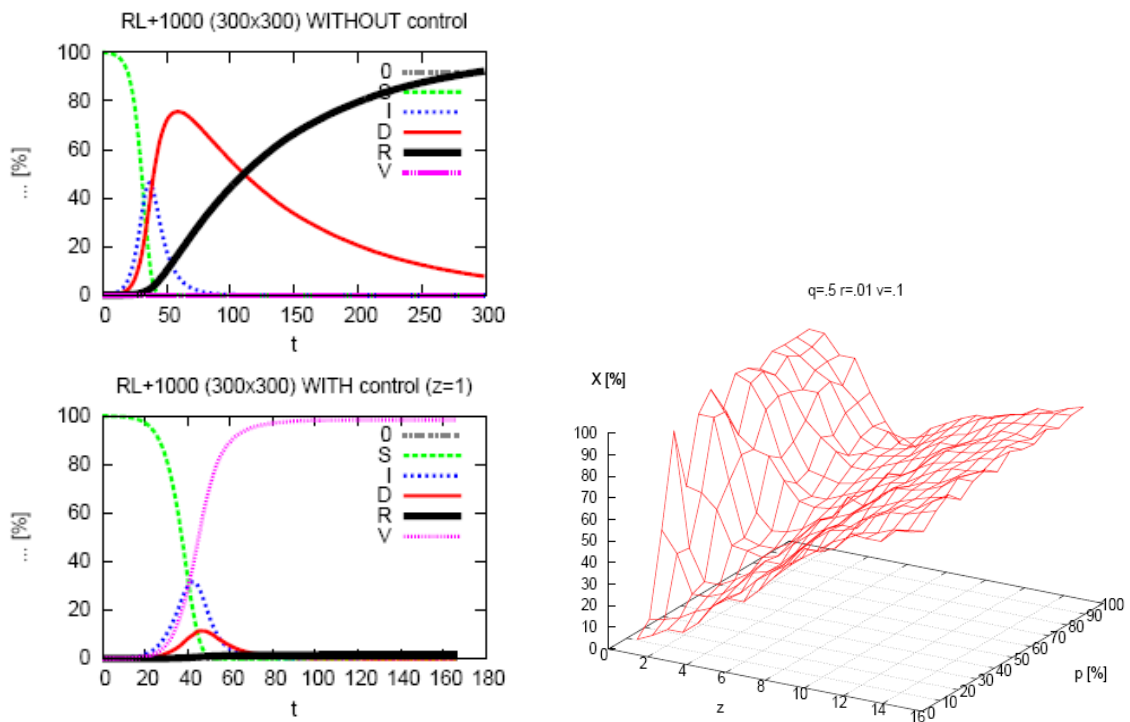 RL+1000 (300x300) WITHOUT control
100
80
60
40
20
0
... [%]
0
S
I
D
R
V
0 50 100 150 200 250 300
t
RL+1000 (300x300) WITH control (z=1)
100
80
60
40
20
0
... [%]
0
S
I
D
R
V
0 20 40 60 80 100 120 140 160 180
t
q=.5 r=.01 v=.1
X [%]
100
90
80
70
60
50
40
30
20
10
0
0 2 4 6 8 10 12 14 16
z
0 10 20 30 40 50 60 70 80 90 100
p [%]